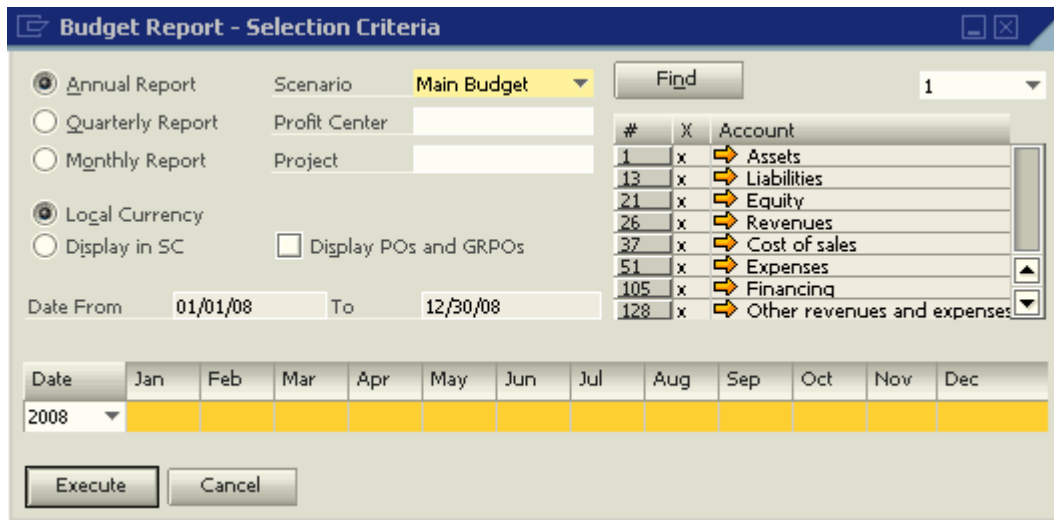 Budget Report - Selection Criteria
Annual Report Scenario Main Budget Find 1
Quarterly Report Profit Center
Monthly Report Project
# X Account
1 x Assets
13 x Liabilities
21 x Equity
26 x Revenues
37 x Cost of sales
51 x Expenses
105 x Financing
128 x Other revenues and expenses
Local Currency
Display in SC Display POs and GRPOs
Date From 01/01/08 To 12/30/08
Date Jan Feb Mar Apr May Jun Jul Aug Sep Oct Nov Dec
2008
Execute Cancel